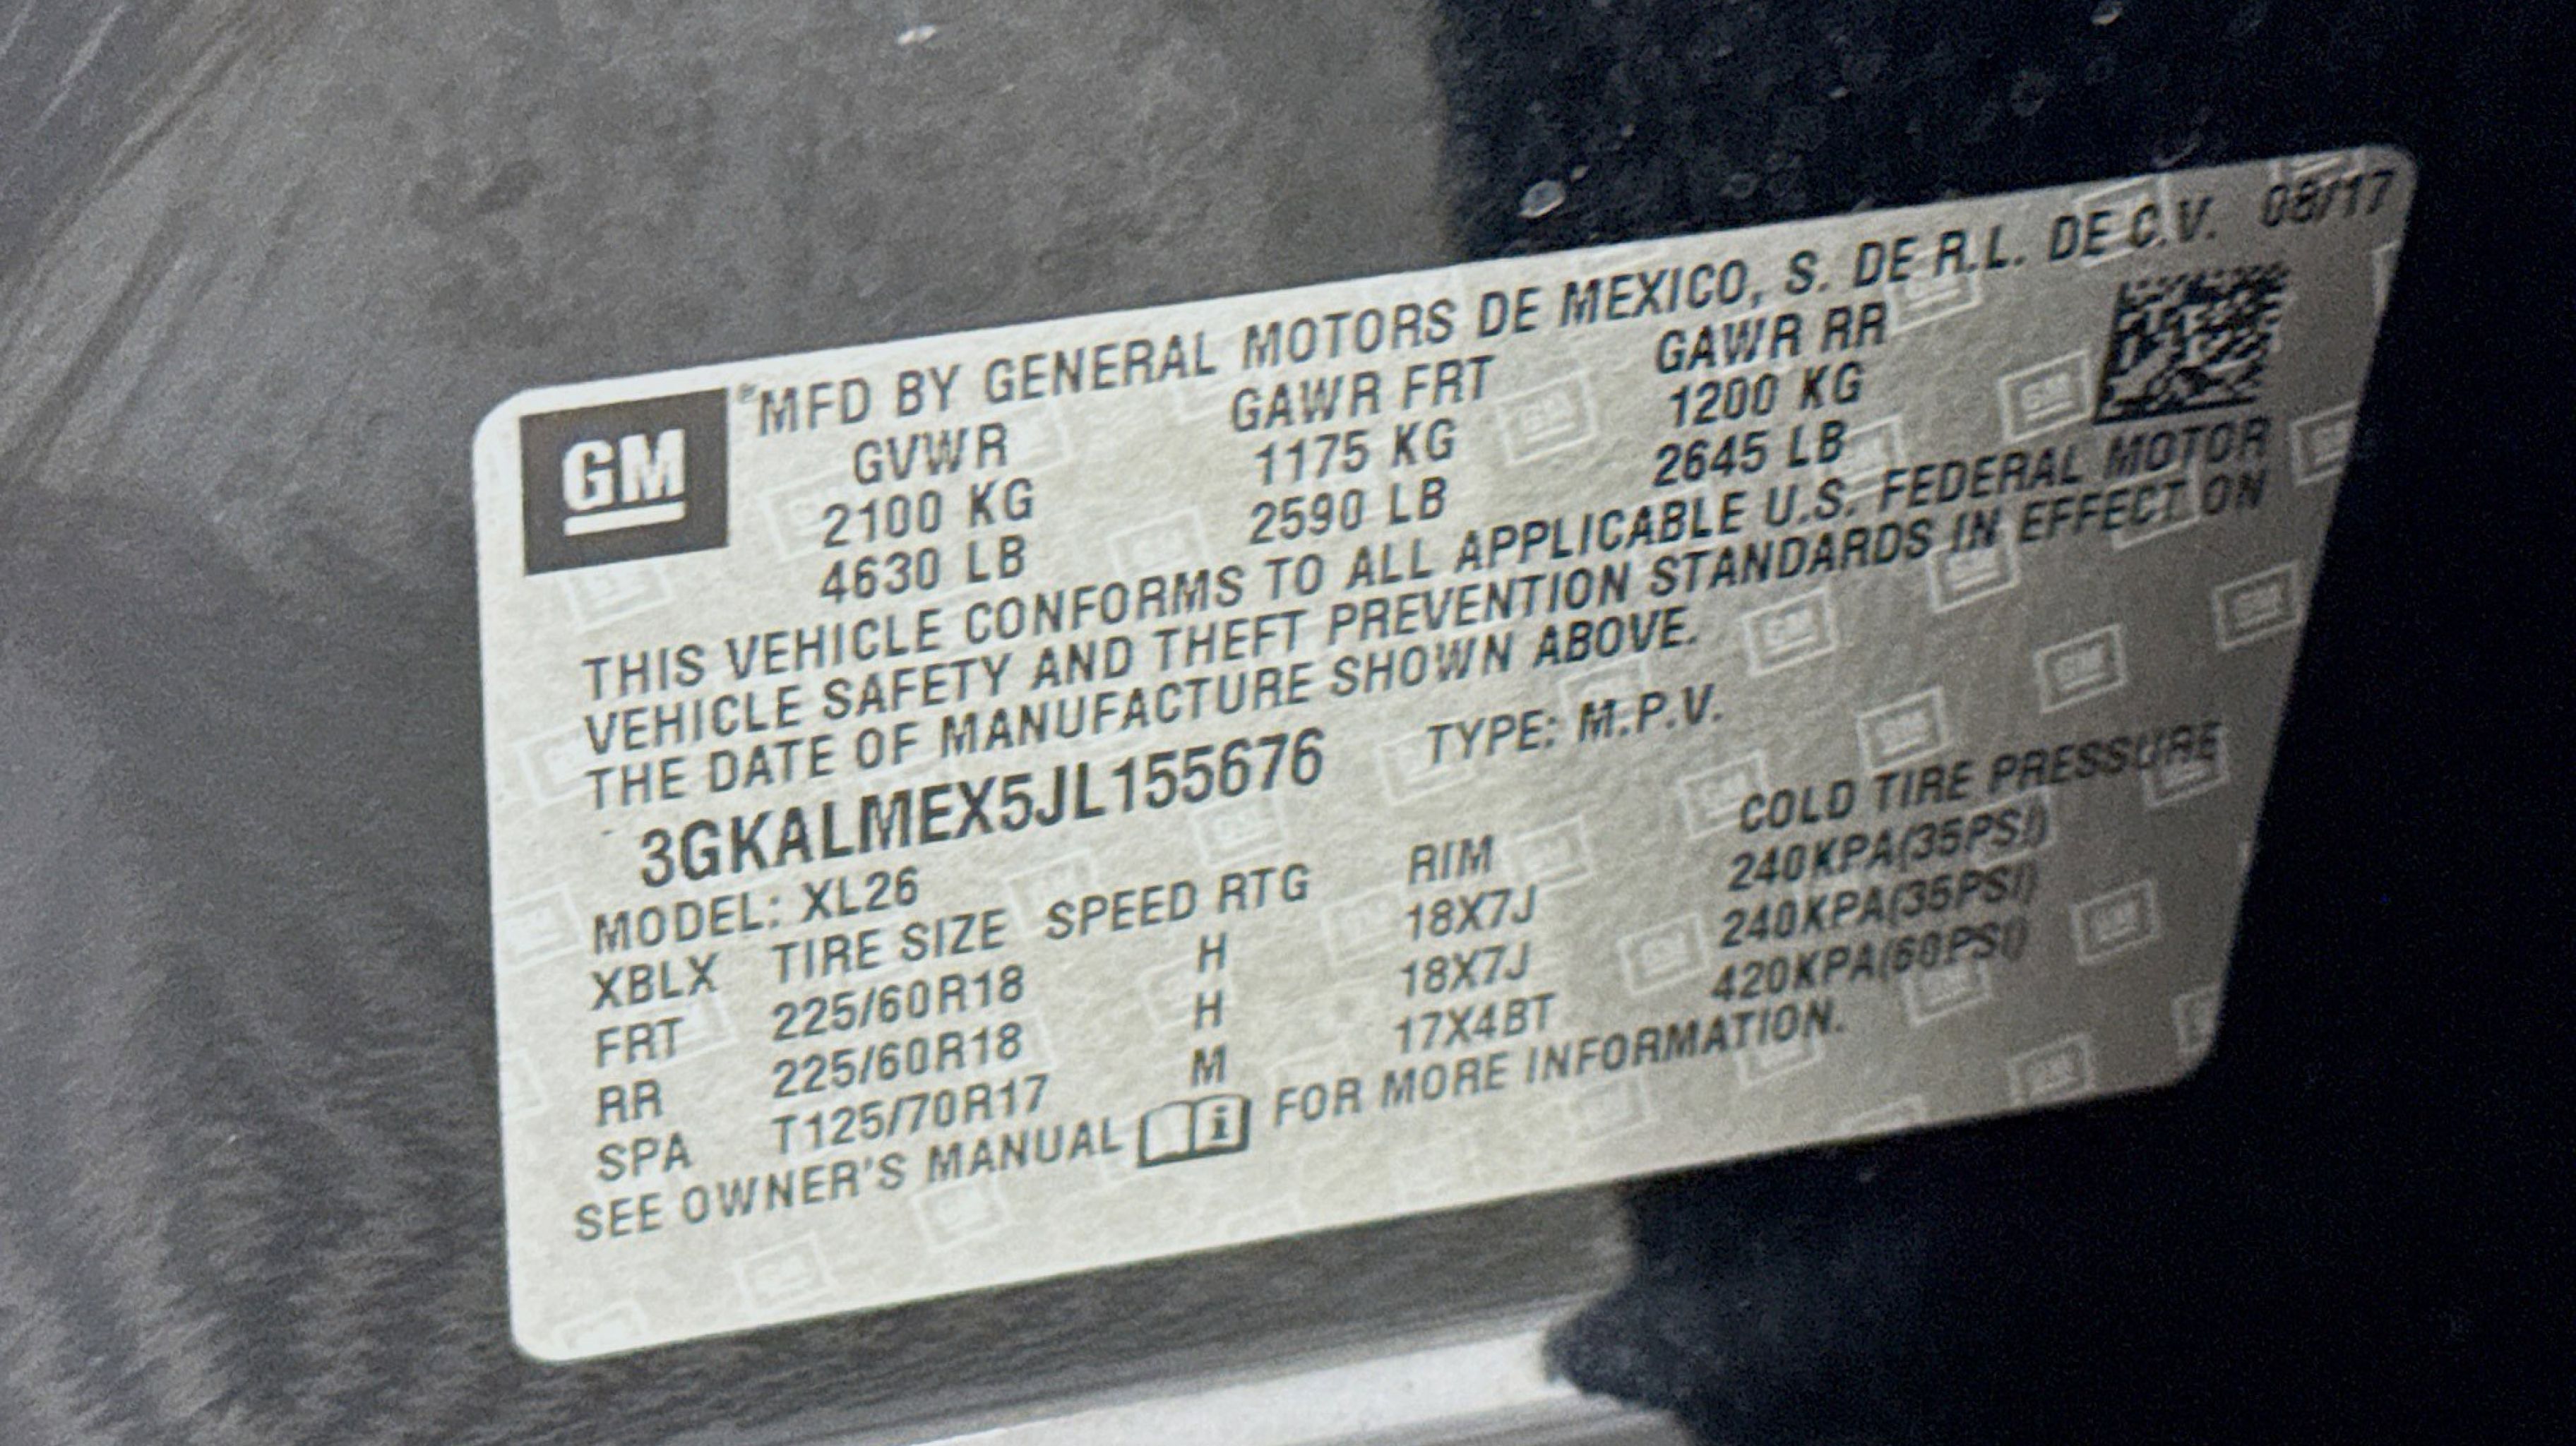 GM
MFD BY GENERAL MOTORS DE MEXICO, S. DE R.L. DE C.V. 08/17
GVWR GAWR FRT GAWR RR
2100 KG 1175 KG 1200 KG
4630 LB 2590 LB 2645 LB
THIS VEHICLE CONFORMS TO ALL APPLICABLE U.S. FEDERAL MOTOR
VEHICLE SAFETY AND THEFT PREVENTION STANDARDS IN EFFECT ON
THE DATE OF MANUFACTURE SHOWN ABOVE.
3GKALMEX5JL155676 TYPE: M.P.V.
MODEL: XL26
XBLX TIRE SIZE SPEED RTG RIM COLD TIRE PRESSURE
FRT 225/60R18 H 18X7J 240KPA(35PSI)
RR 225/60R18 H 18X7J 240KPA(35PSI)
SPA T125/70R17 M 17X4BT 420KPA(60PSI)
SEE OWNER'S MANUAL i FOR MORE INFORMATION.